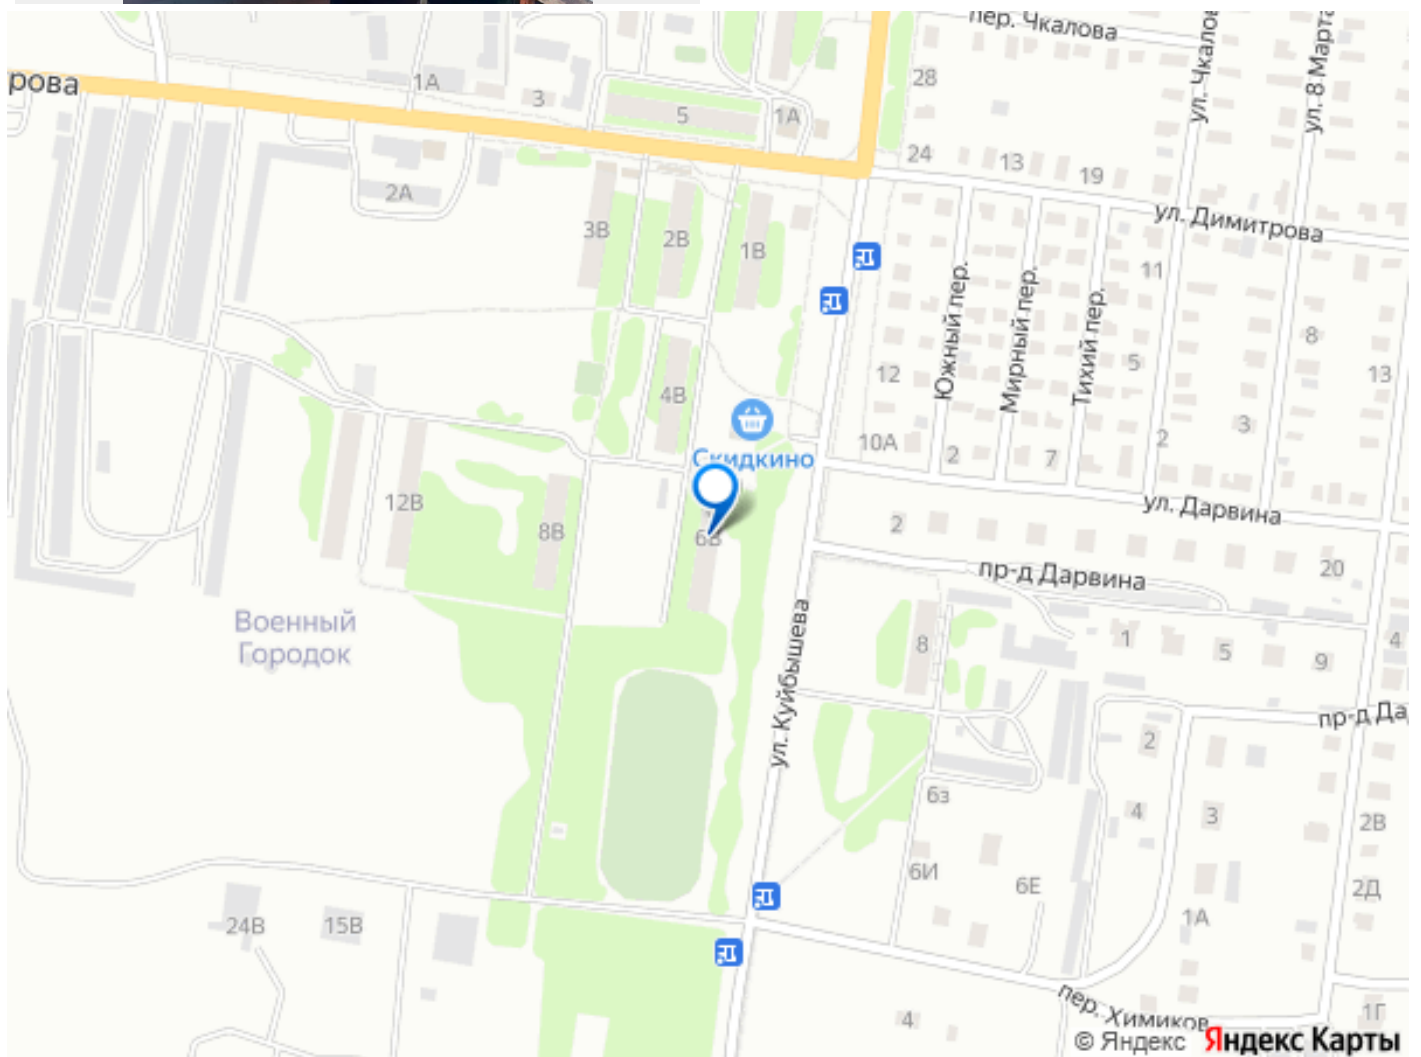 пер. Чкалова
ул. Чкалов
ул. 8 Марта
рова
1А
3
5
1А
28
24
13
19
2А
ул. Димитрова
3В
2В
1В
11
Южный пер.
Мирный пер.
Тихий пер.
8
5
13
12
4В
3
10А
2
7
2
Скидкино
12В
8В
6В
2
ул. Дарвина
20
пр-д Дарвина
Военный
Городок
ул. Куйбышева
8
1
5
9
4
пр-д Да
2
6з
4
3
2В
6И
6Е
2Д
24В
15В
1А
пер. Химиков
4
1Г
© Яндекс Яндекс Карты